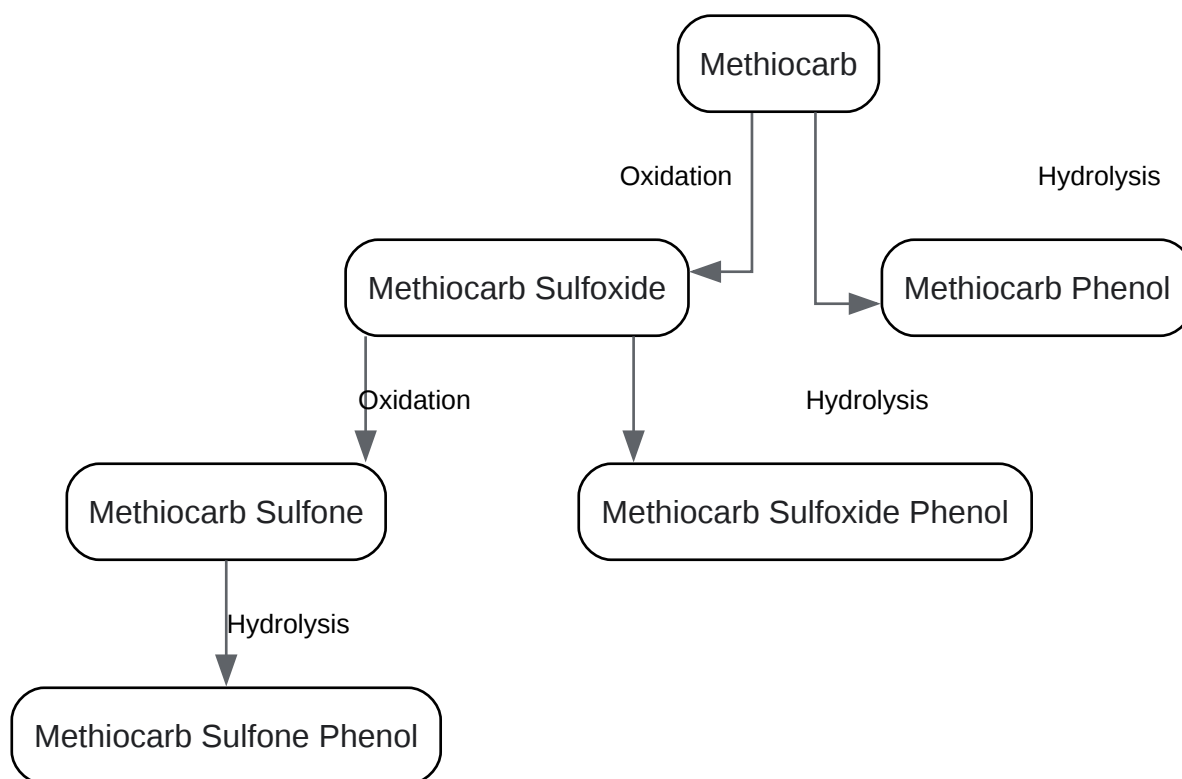 Methiocarb
Oxidation
Hydrolysis
Methiocarb Sulfoxide
Methiocarb Phenol
Oxidation
Hydrolysis
Methiocarb Sulfone
Methiocarb Sulfoxide Phenol
Hydrolysis
Methiocarb Sulfone Phenol